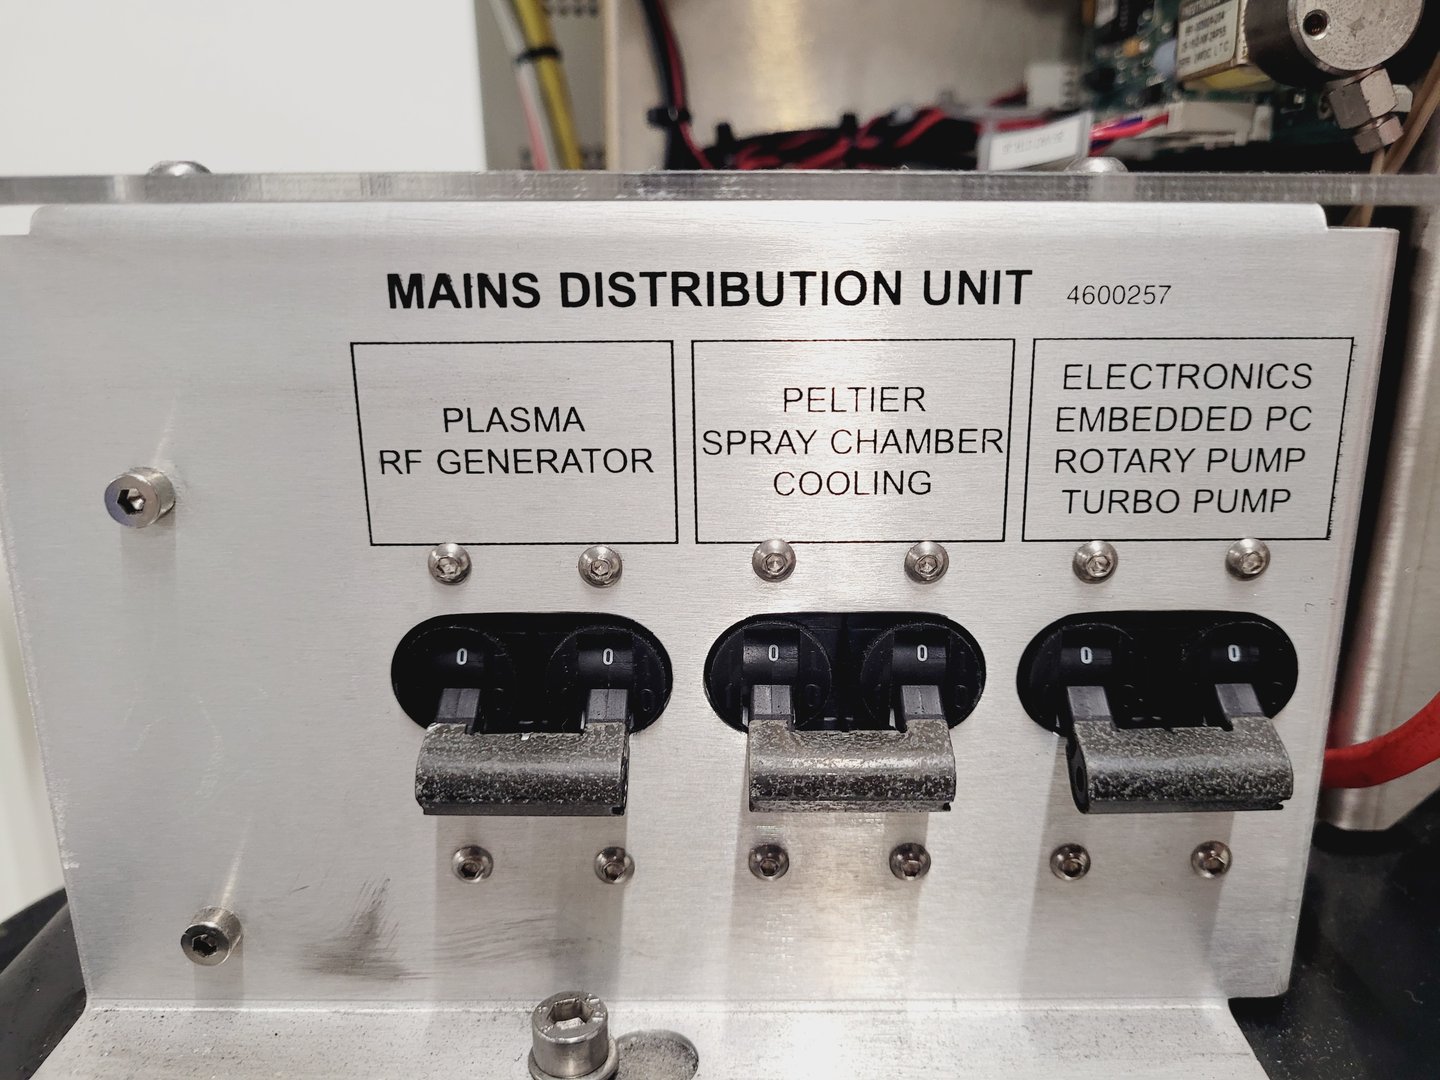 MAINS DISTRIBUTION UNIT 4600257
PLASMA
RF GENERATOR
PELTIER
SPRAY CHAMBER
COOLING
ELECTRONICS
EMBEDDED PC
ROTARY PUMP
TURBO PUMP
0 0 0 0 0 0